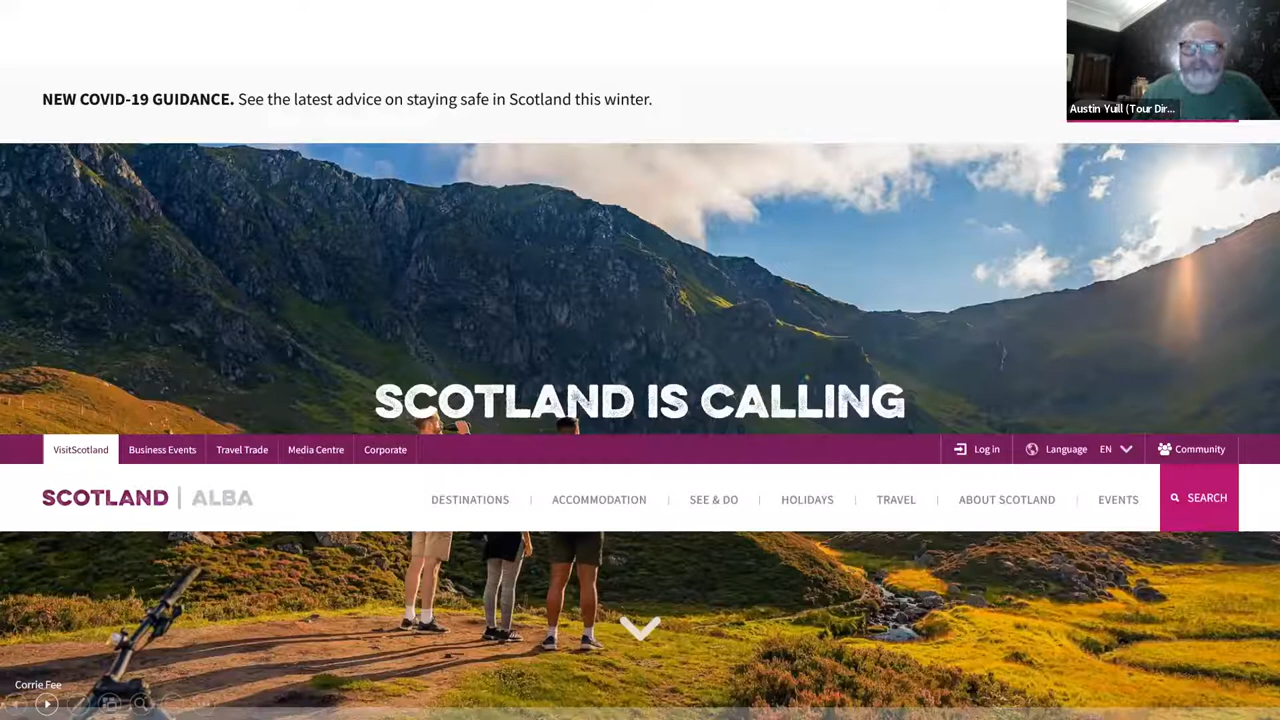 NEW COVID-19 GUIDANCE. See the latest advice on staying safe in Scotland this winter.
Austin Yuill (Tour Dir...
SCOTLAND IS CALLING
VisitScotland Business Events Travel Trade Media Centre Corporate Log in Language EN Community
SCOTLAND | ALBA DESTINATIONS ACCOMMODATION SEE & DO HOLIDAYS TRAVEL ABOUT SCOTLAND EVENTS SEARCH
Corrie Fee